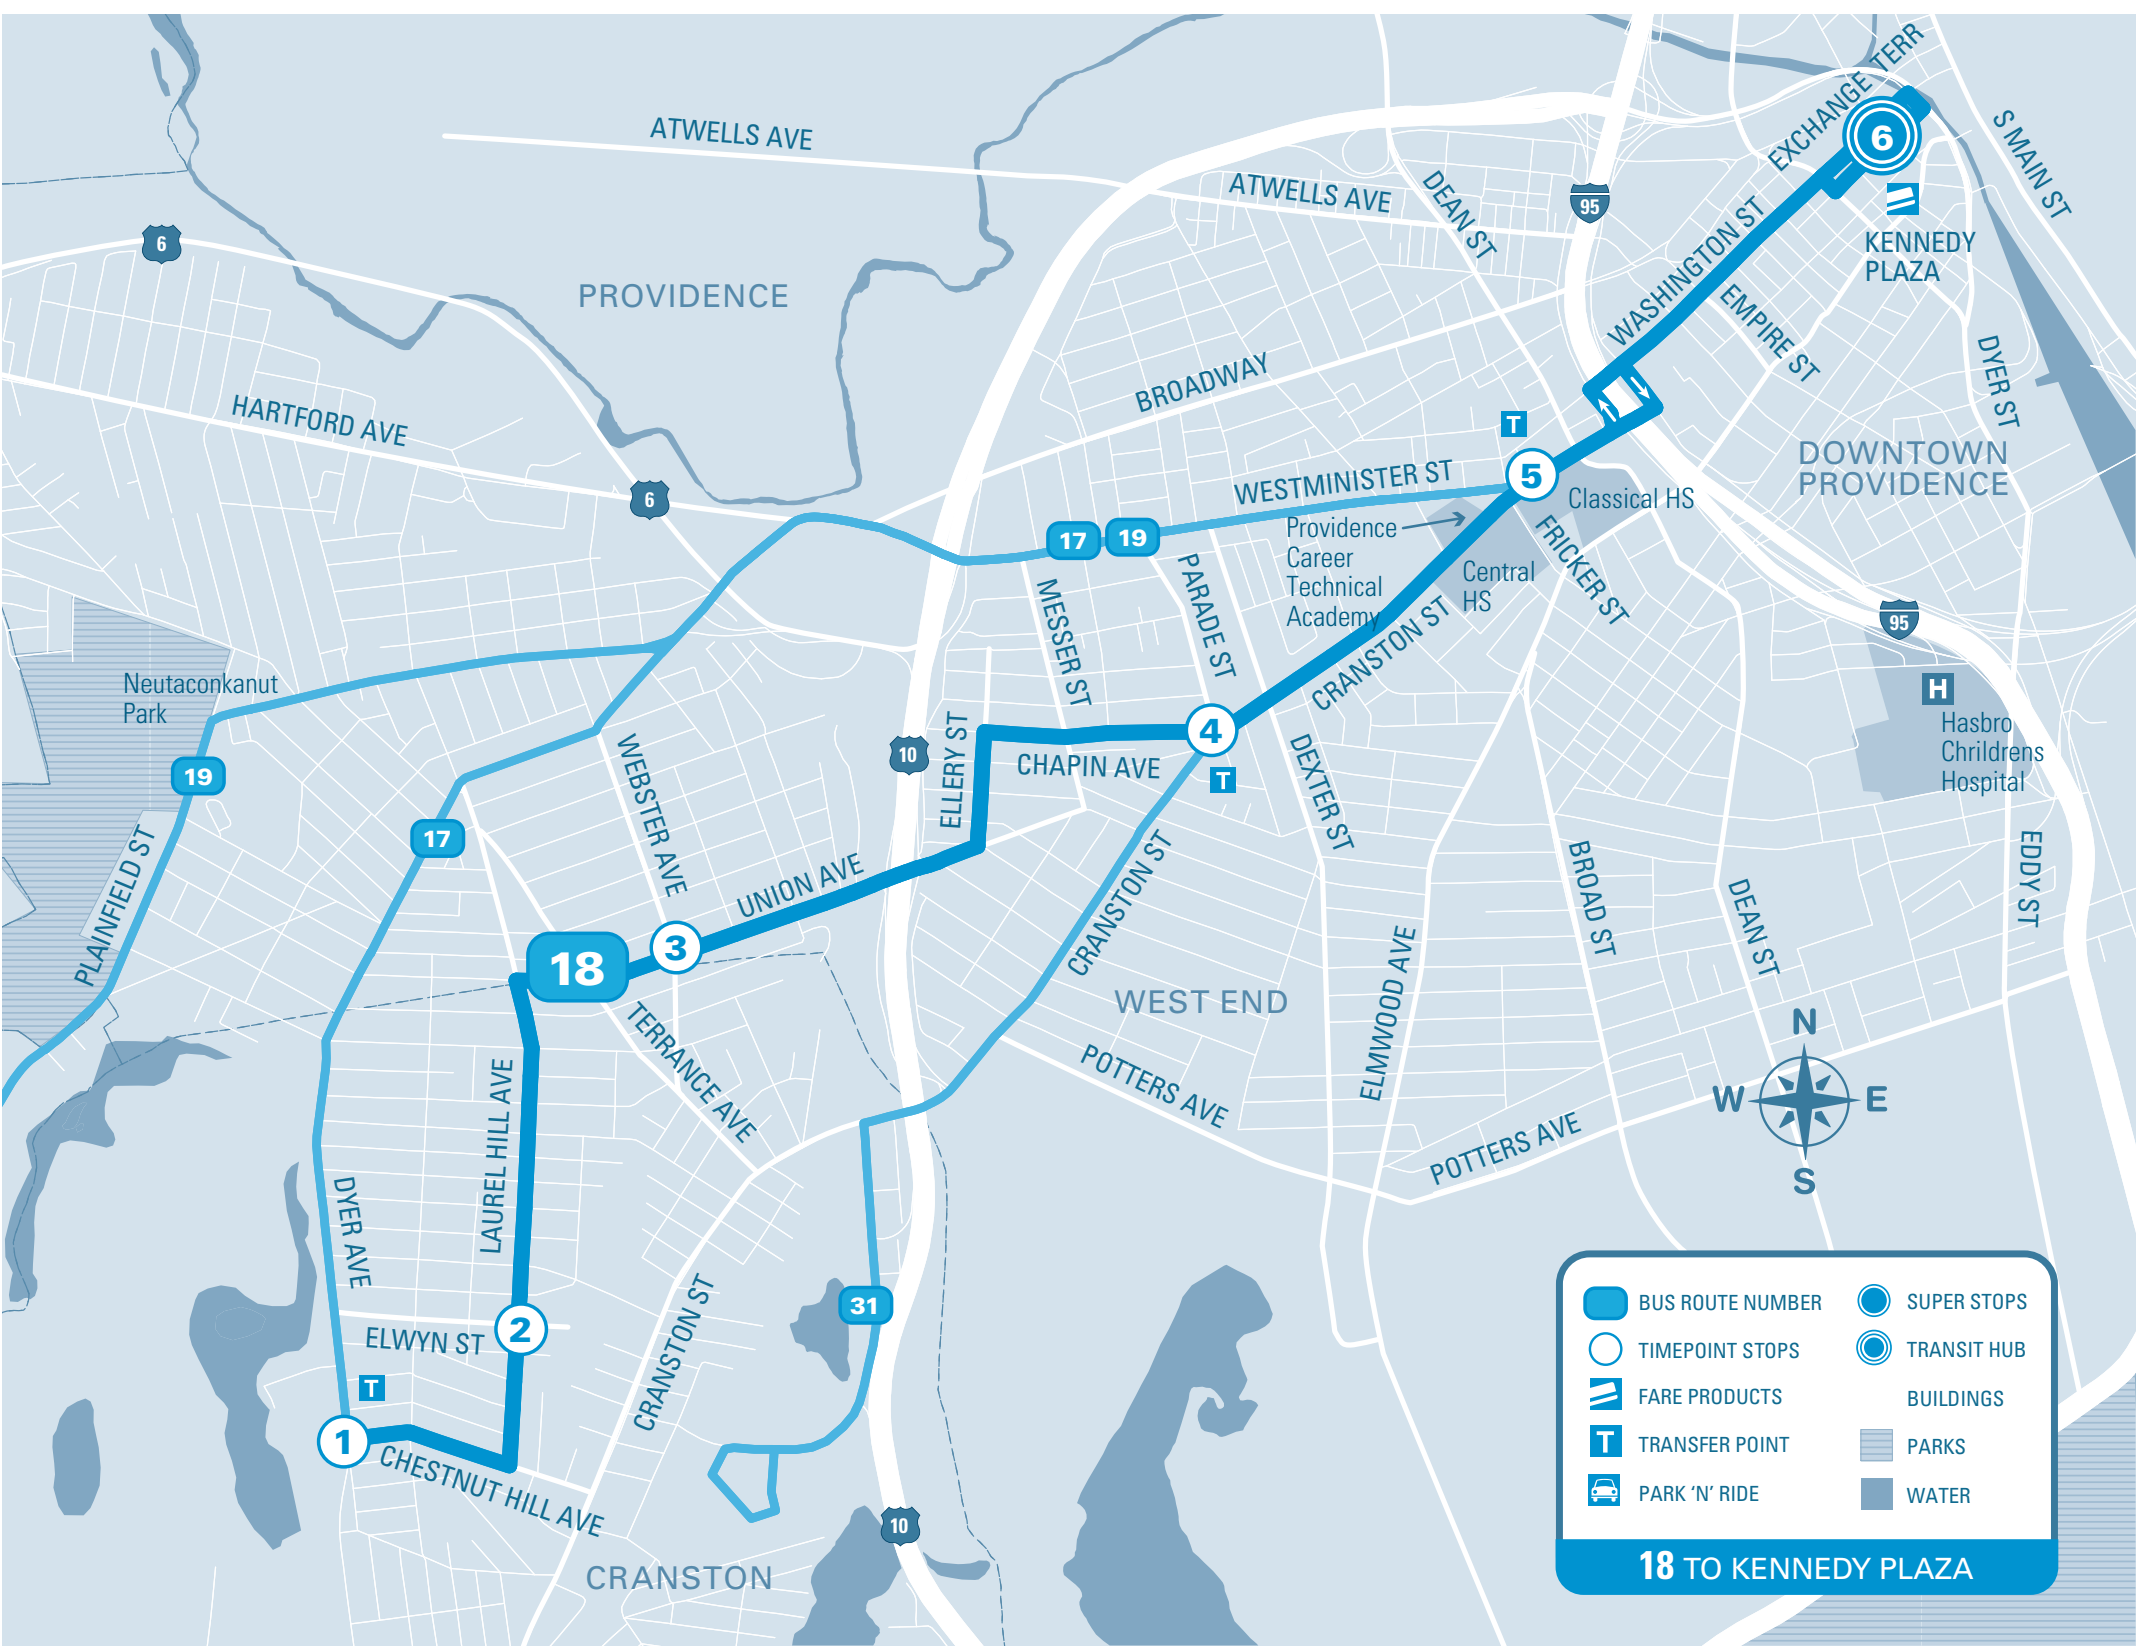 EXCHANGE TERR
S MAIN ST
6
ATWELLS AVE
ATWELLS AVE
DEAN ST
95
WASHINGTON ST
KENNEDY
PLAZA
6
PROVIDENCE
EMPIRE ST
DYER ST
BROADWAY
HARTFORD AVE
T
DOWNTOWN
PROVIDENCE
5
WESTMINISTER ST
Classical HS
6
17
19
Providence
Career
Technical
Academy
Central
HS
FRICKER ST
PARADE ST
MESSER ST
CRANSTON ST
95
H
Hasbro
Chrildrens
Hospital
Neutaconkanut
Park
19
WEBSTER AVE
10
ELLERY ST
CHAPIN AVE
4
T
DEXTER ST
17
PLAINFIELD ST
UNION AVE
CRANSTON ST
BROAD ST
DEAN ST
EDDY ST
18
3
TERRANCE AVE
WEST END
ELMWOOD AVE
POTTERS AVE
POTTERS AVE
N
W
E
S
LAUREL HILL AVE
DYER AVE
ELWYN ST
2
31
CRANSTON ST
T
1
CHESTNUT HILL AVE
10
CRANSTON
BUS ROUTE NUMBER
SUPER STOPS
TIMEPOINT STOPS
TRANSIT HUB
FARE PRODUCTS
BUILDINGS
T
TRANSFER POINT
PARKS
PARK ‘N’ RIDE
WATER
18 TO KENNEDY PLAZA